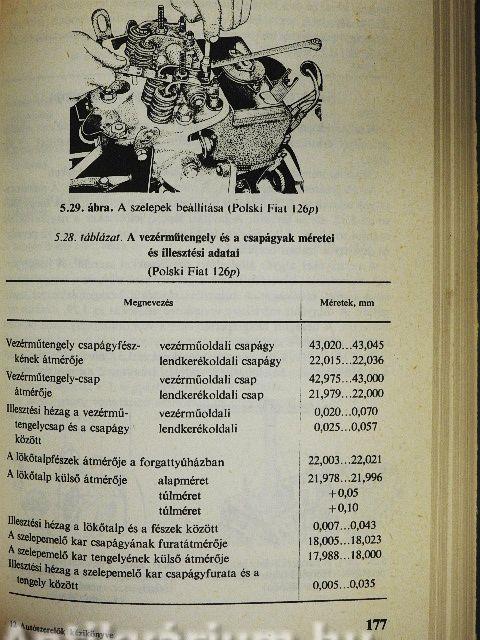 5.29. ábra. A szelepek beállítása (Polski Fiat 126p)
5.28. táblázat. A vezérműtengely és a csapágyak méretei
és illesztési adatai
(Polski Fiat 126p)
Megnevezés Méretek, mm
Vezérműtengely csapágyfész- vezérműoldali csapágy 43,020...43,045
kének átmérője lendkerékoldali csapágy 22,015...22,036
Vezérműtengely-csap vezérműoldali csap 42,975...43,000
átmérője lendkerékoldali csap 21,979...22,000
Illesztési hézag a vezérmű- vezérműoldali 0,020...0,070
tengelycsap és a csapágy lendkerékoldali 0,025...0,057
között
A lökőtalpfészek átmérője a forgattyúházban 22,003...22,021
A lökőtalp külső átmérője alapméret 21,978...21,996
túlméret +0,05
túlméret +0,10
Illesztési hézag a lökőtalp és a fészek között 0,007...0,043
A szelepemelő kar csapágyának furatátmérője 18,005...18,023
A szelepemelő kar tengelyének külső átmérője 17,988...18,000
Illesztési hézag a szelepemelő kar csapágyfurata és a
tengely között 0,005...0,035
12 Autószerelők kézikönyve 177